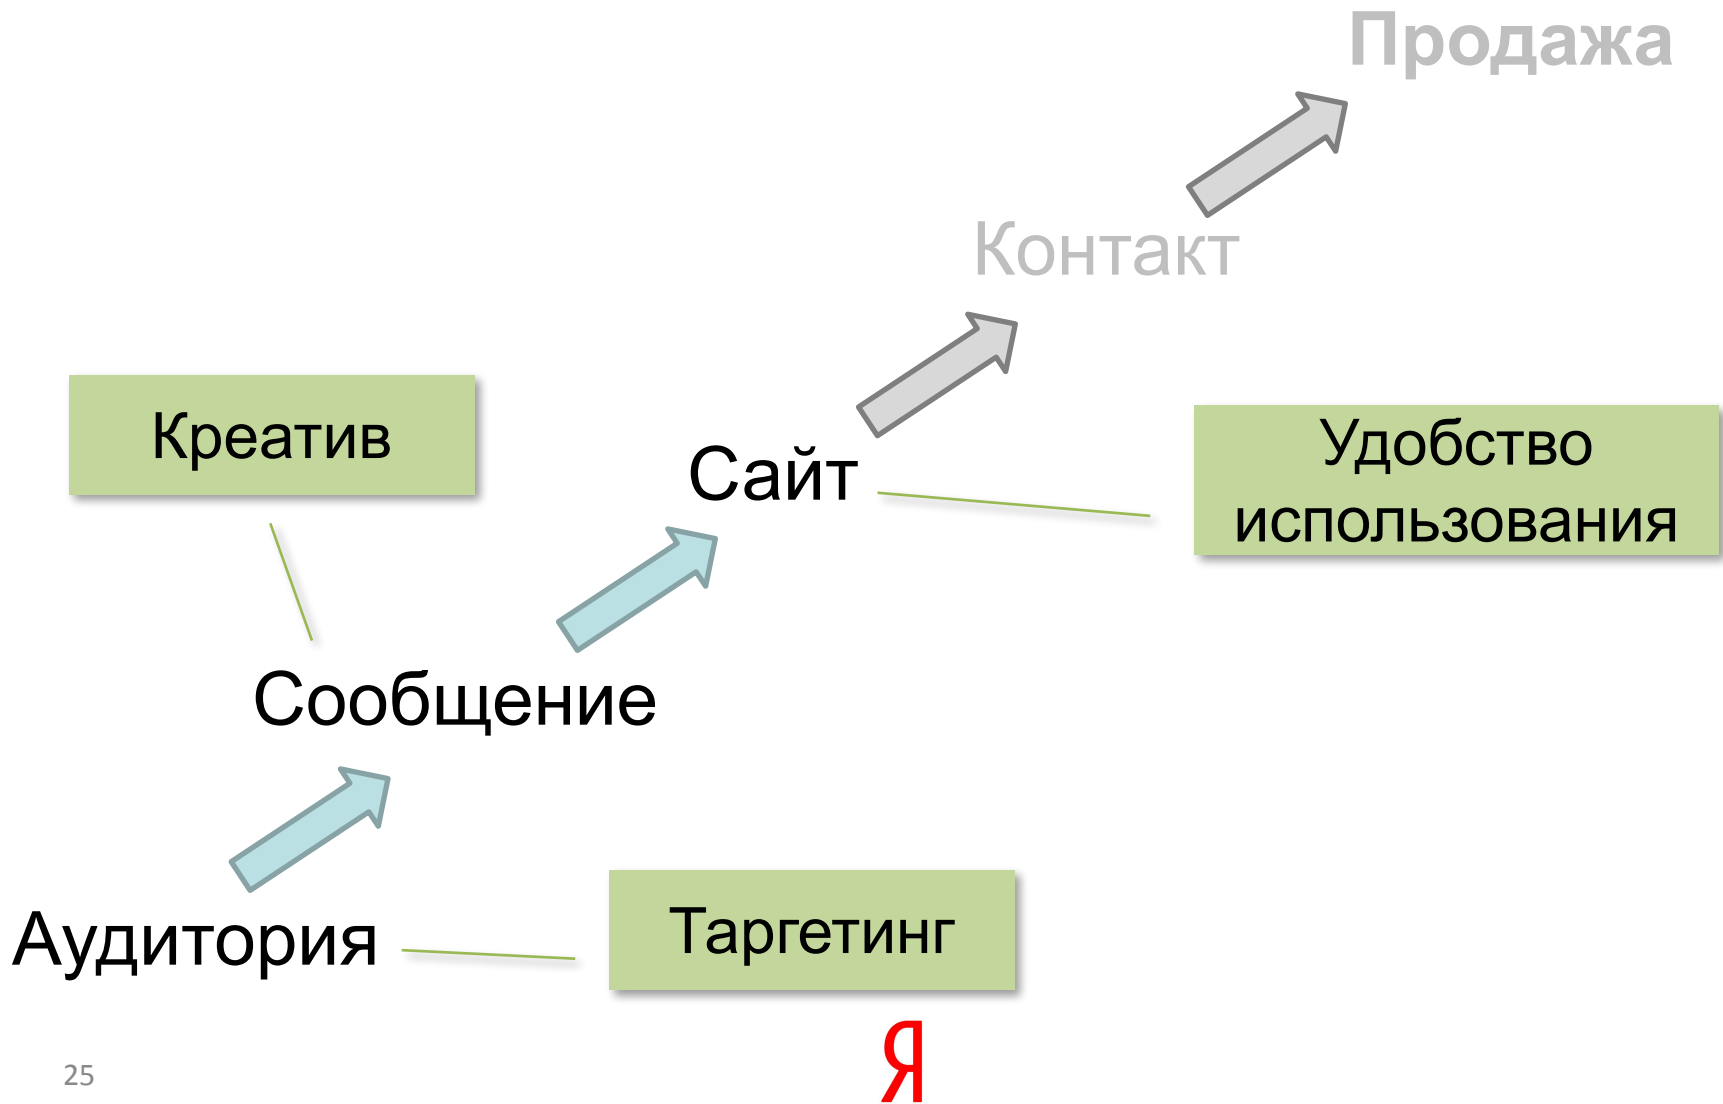 Продажа
Контакт
Креатив
Удобство
использования
Сайт
Сообщение
Аудитория
Таргетинг
Я
25